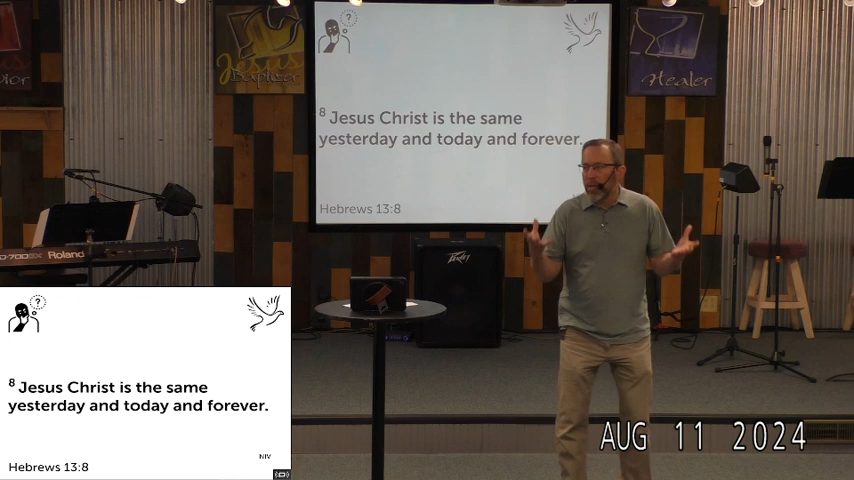 ?
vior
Jesus
Baptizer
Healer
8 Jesus Christ is the same
yesterday and today and forever.
Hebrews 13:8
Roland
Peavey
?
8 Jesus Christ is the same
yesterday and today and forever.
NIV
Hebrews 13:8
AUG 11 2024